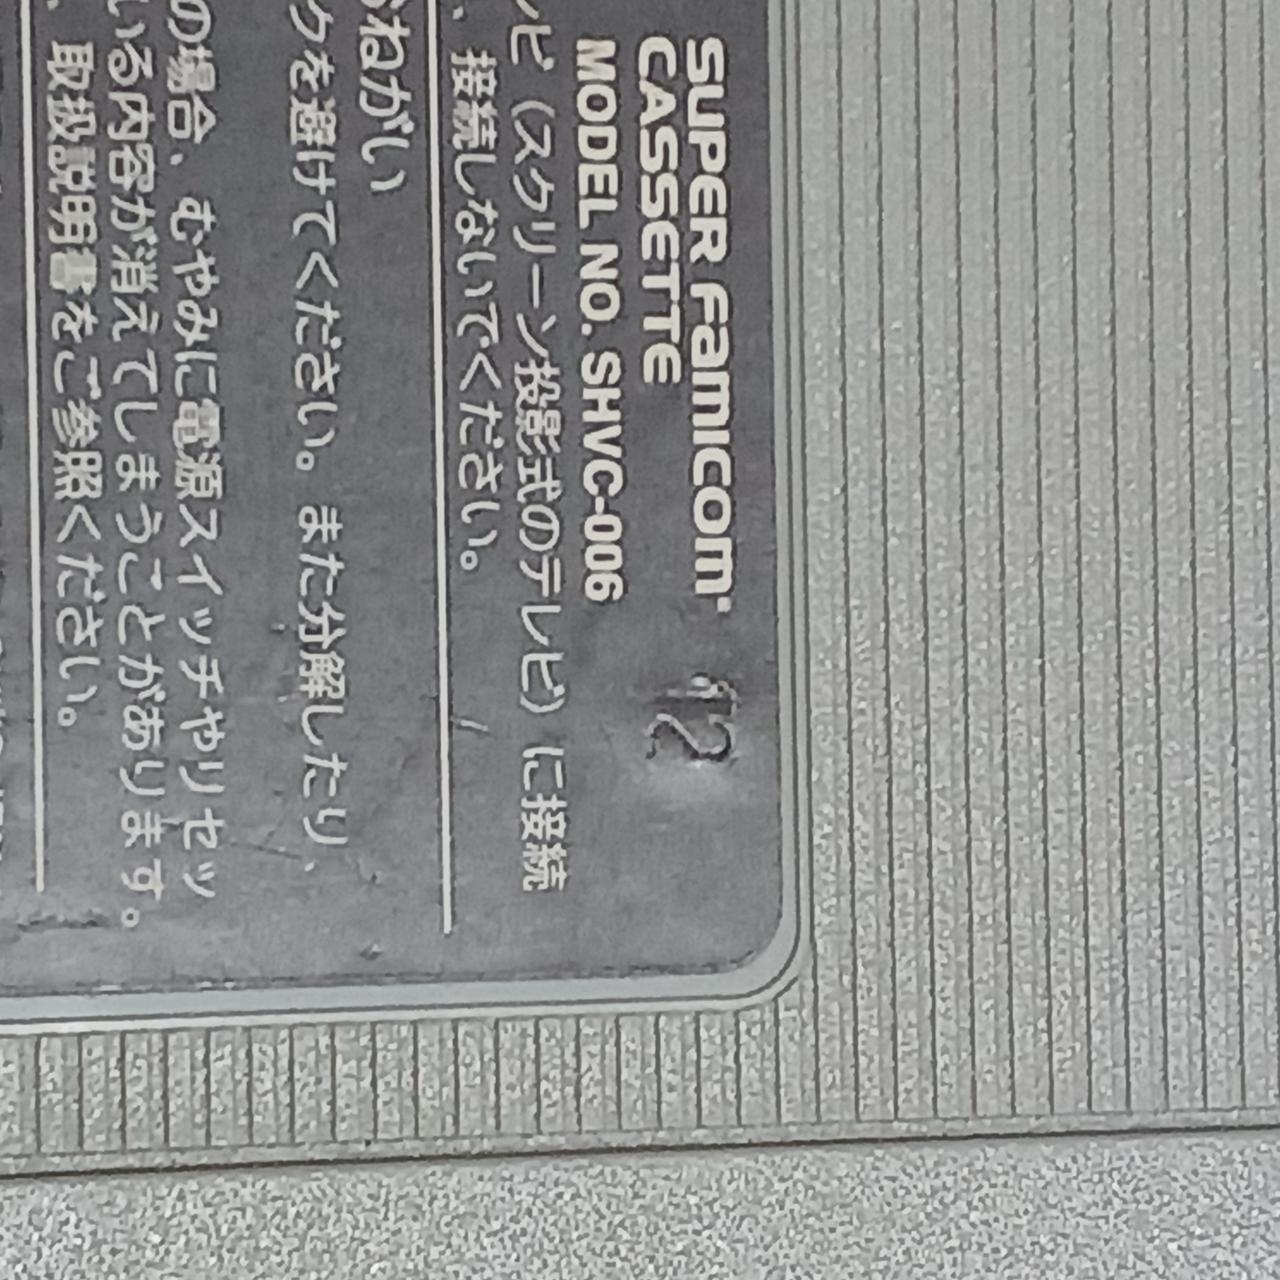 SUPER FamiCOM
CASSETTE
MODEL NO. SHVC-006
12
レビ（スクリーン投影式のテレビ）に接続
、接続しないでください。
おねがい
クを避けてください。また分解したり、
の場合、むやみに電源スイッチやリセッ
いる内容が消えてしまうことがあります。
、取扱説明書をご参照ください。